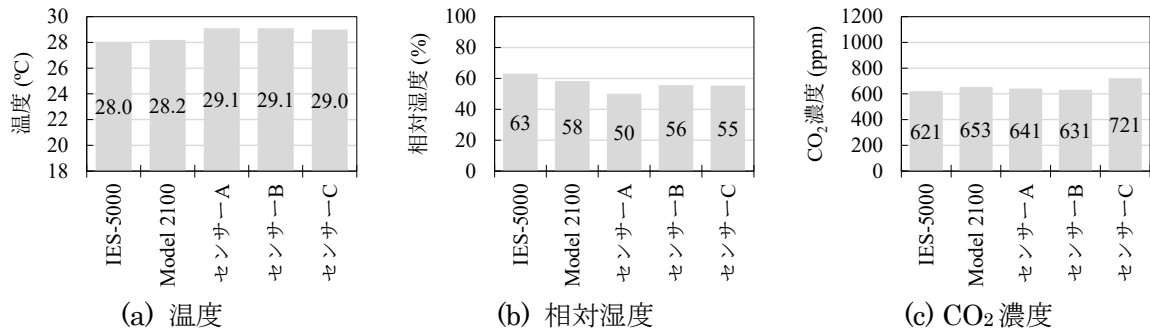 温度 (℃)
30
28
26
24
22
20
18
28.0
28.2
29.1
29.1
29.0
IES-5000
Model 2100
センサーA
センサーB
センサーC
(a) 温度
相対湿度 (%)
100
80
60
40
20
0
63
58
50
56
55
IES-5000
Model 2100
センサーA
センサーB
センサーC
(b) 相対湿度
CO₂濃度 (ppm)
1200
1000
800
600
400
200
0
621
653
641
631
721
IES-5000
Model 2100
センサーA
センサーB
センサーC
(c) CO₂濃度